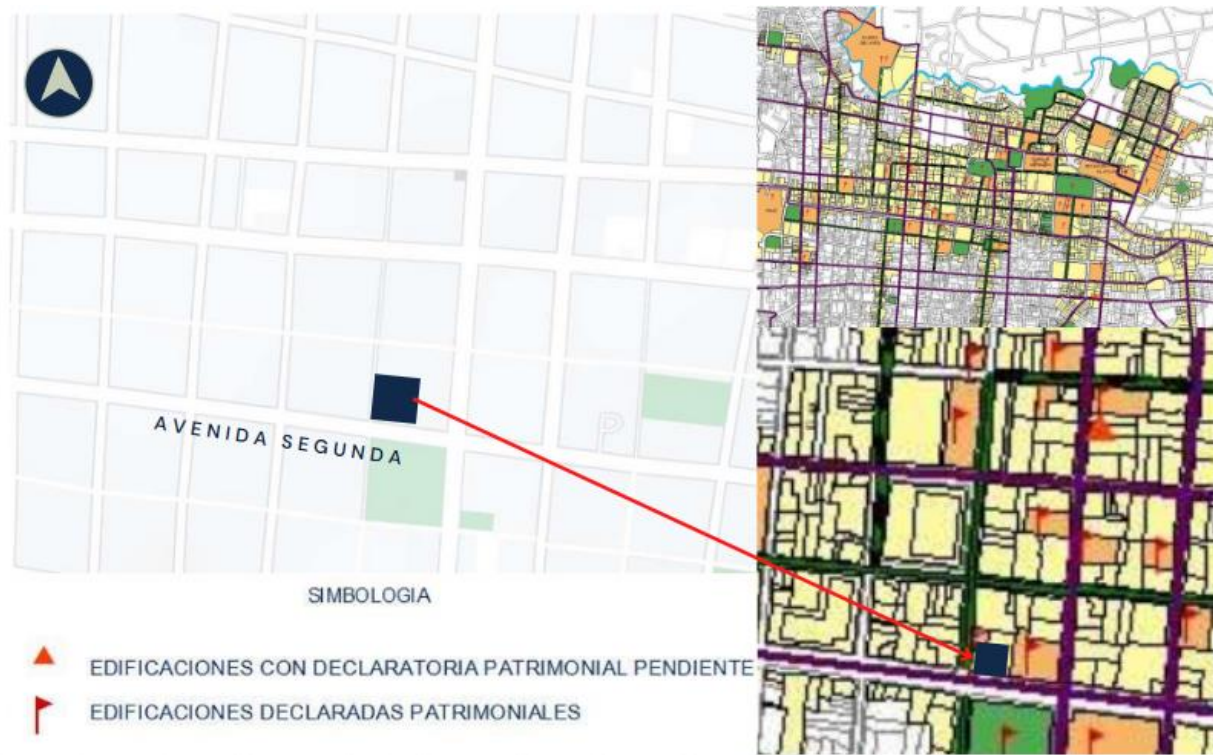 AVENIDA SEGUNDA
P
SIMBOLOGIA
EDIFICACIONES CON DECLARATORIA PATRIMONIAL PENDIENTE
EDIFICACIONES DECLARADAS PATRIMONIALES